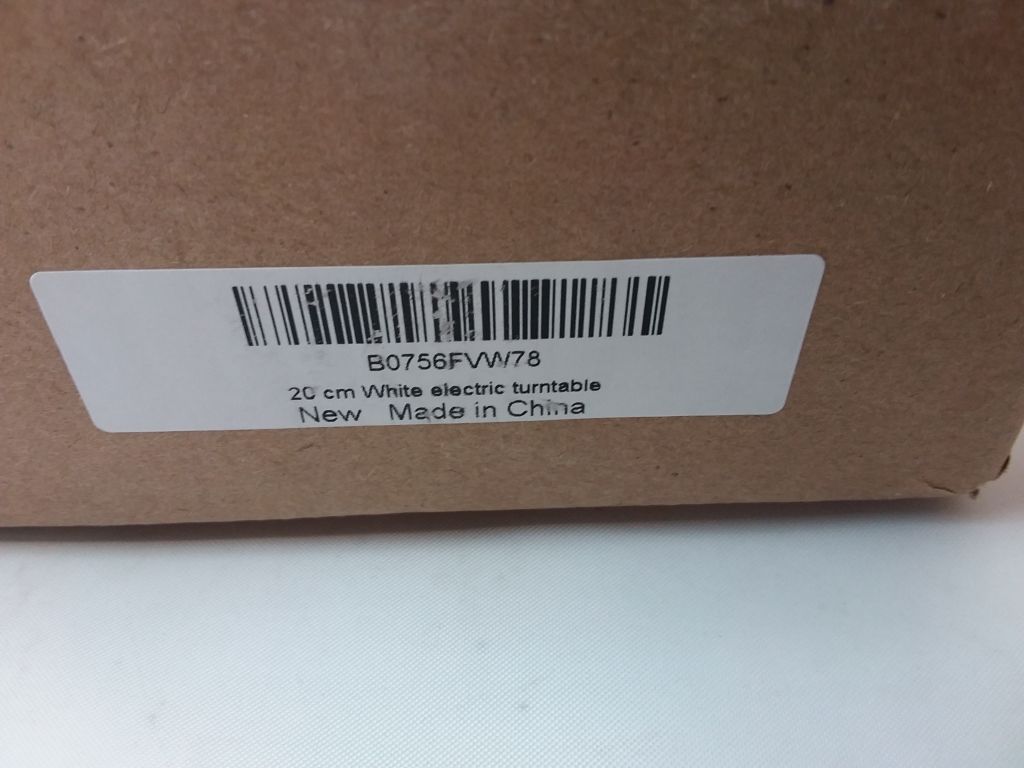 B0756FVW78
20 cm White electric turntable
New Made in China